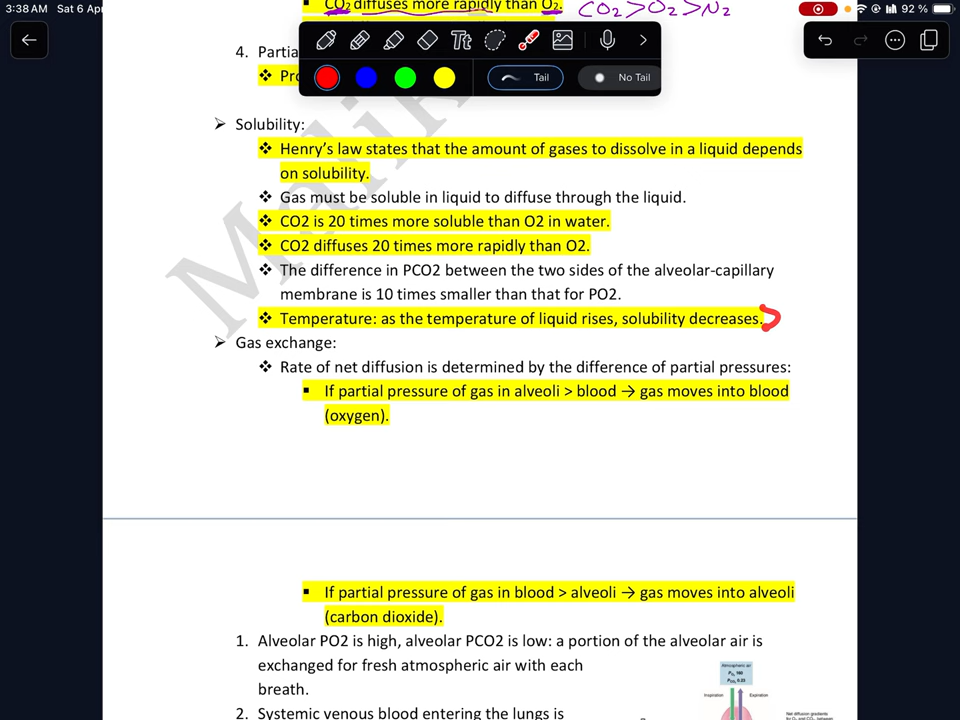 3:38 AM Sat 6 Apr
92 %
CO2 diffuses more rapidly than O2. CO2 > O2 > N2
4. Partia
Tt
Tail
No Tail
➢ Solubility:
❖ Henry's law states that the amount of gases to dissolve in a liquid depends
on solubility.
❖ Gas must be soluble in liquid to diffuse through the liquid.
❖ CO2 is 20 times more soluble than O2 in water.
❖ CO2 diffuses 20 times more rapidly than O2.
❖ The difference in PCO2 between the two sides of the alveolar-capillary
membrane is 10 times smaller than that for PO2.
❖ Temperature: as the temperature of liquid rises, solubility decreases.
➢ Gas exchange:
❖ Rate of net diffusion is determined by the difference of partial pressures:
▪ If partial pressure of gas in alveoli > blood → gas moves into blood
(oxygen).
▪ If partial pressure of gas in blood > alveoli → gas moves into alveoli
(carbon dioxide).
1. Alveolar PO2 is high, alveolar PCO2 is low: a portion of the alveolar air is
exchanged for fresh atmospheric air with each
breath.
Atmospheric air
PO2 160
PCO2 0.23
Inspiration
Expiration
2. Systemic venous blood entering the lungs is
Net diffusion gradients